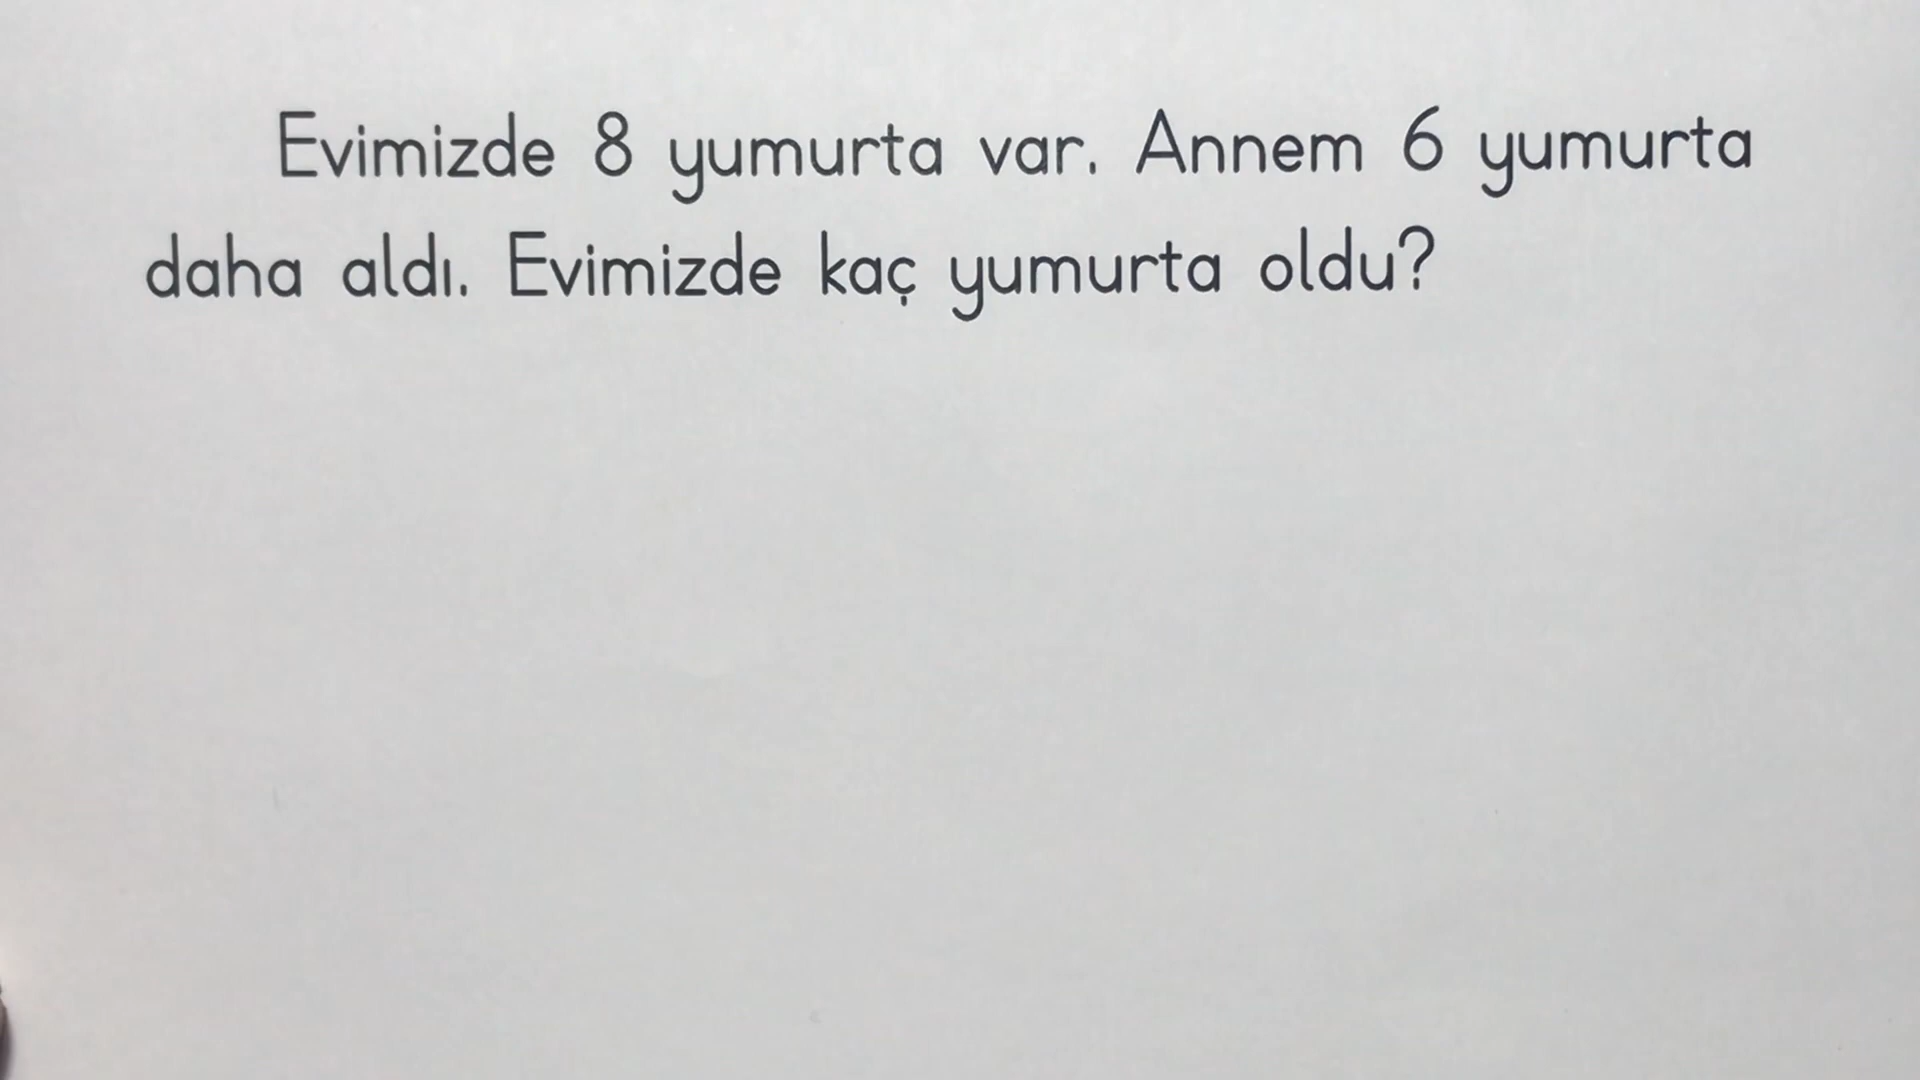 Evimizde 8 yumurta var. Annem 6 yumurta
daha aldı. Evimizde kaç yumurta oldu?